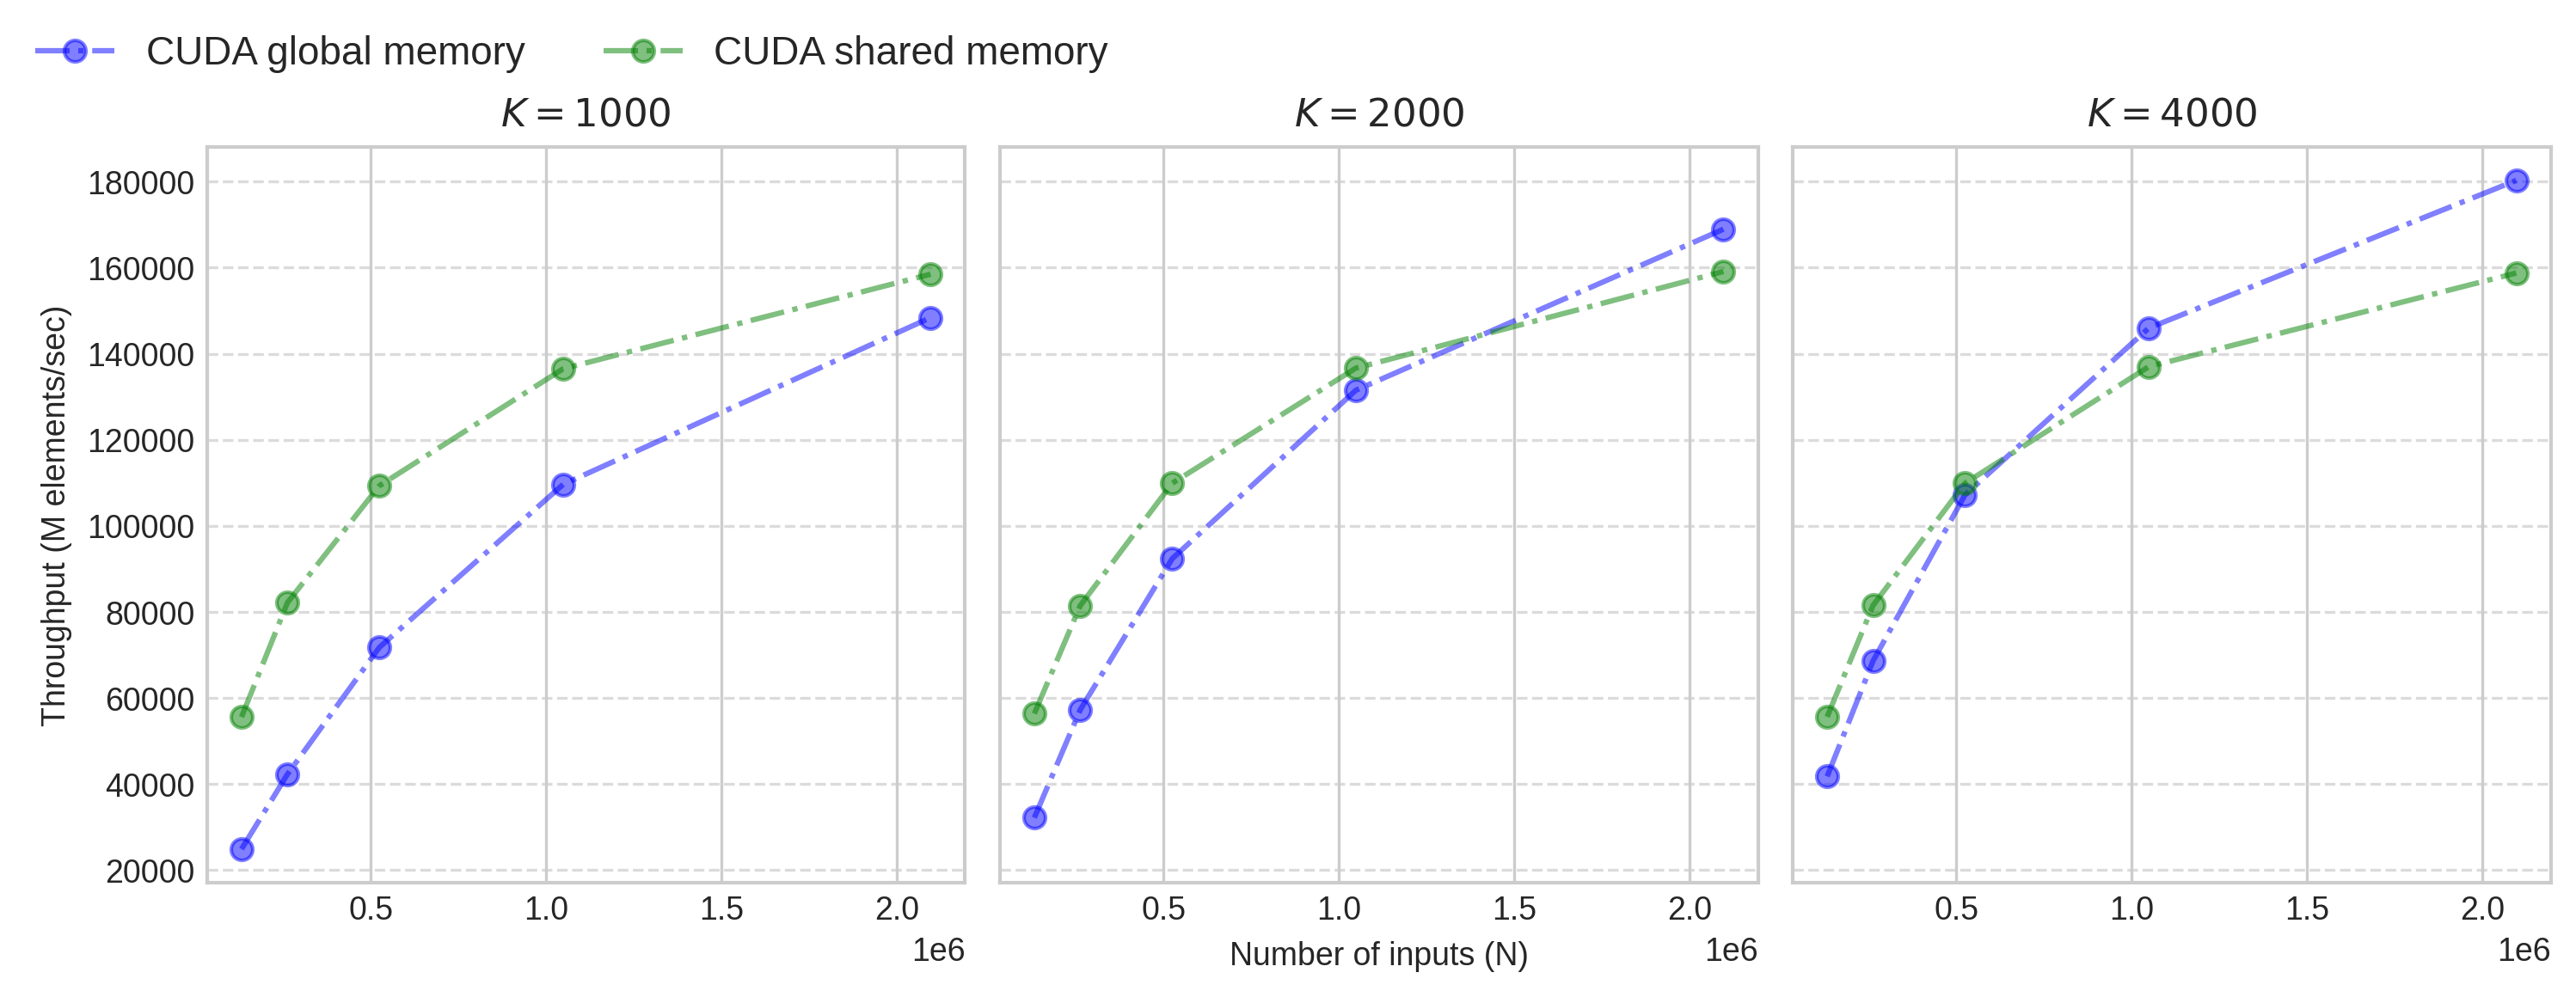 CUDA global memory CUDA shared memory
K = 1000 K = 2000 K = 4000
180000
160000
140000
120000
100000
80000
60000
40000
20000
Throughput (M elements/sec)
0.5 1.0 1.5 2.0 0.5 1.0 1.5 2.0 0.5 1.0 1.5 2.0
1e6 1e6 1e6
Number of inputs (N)